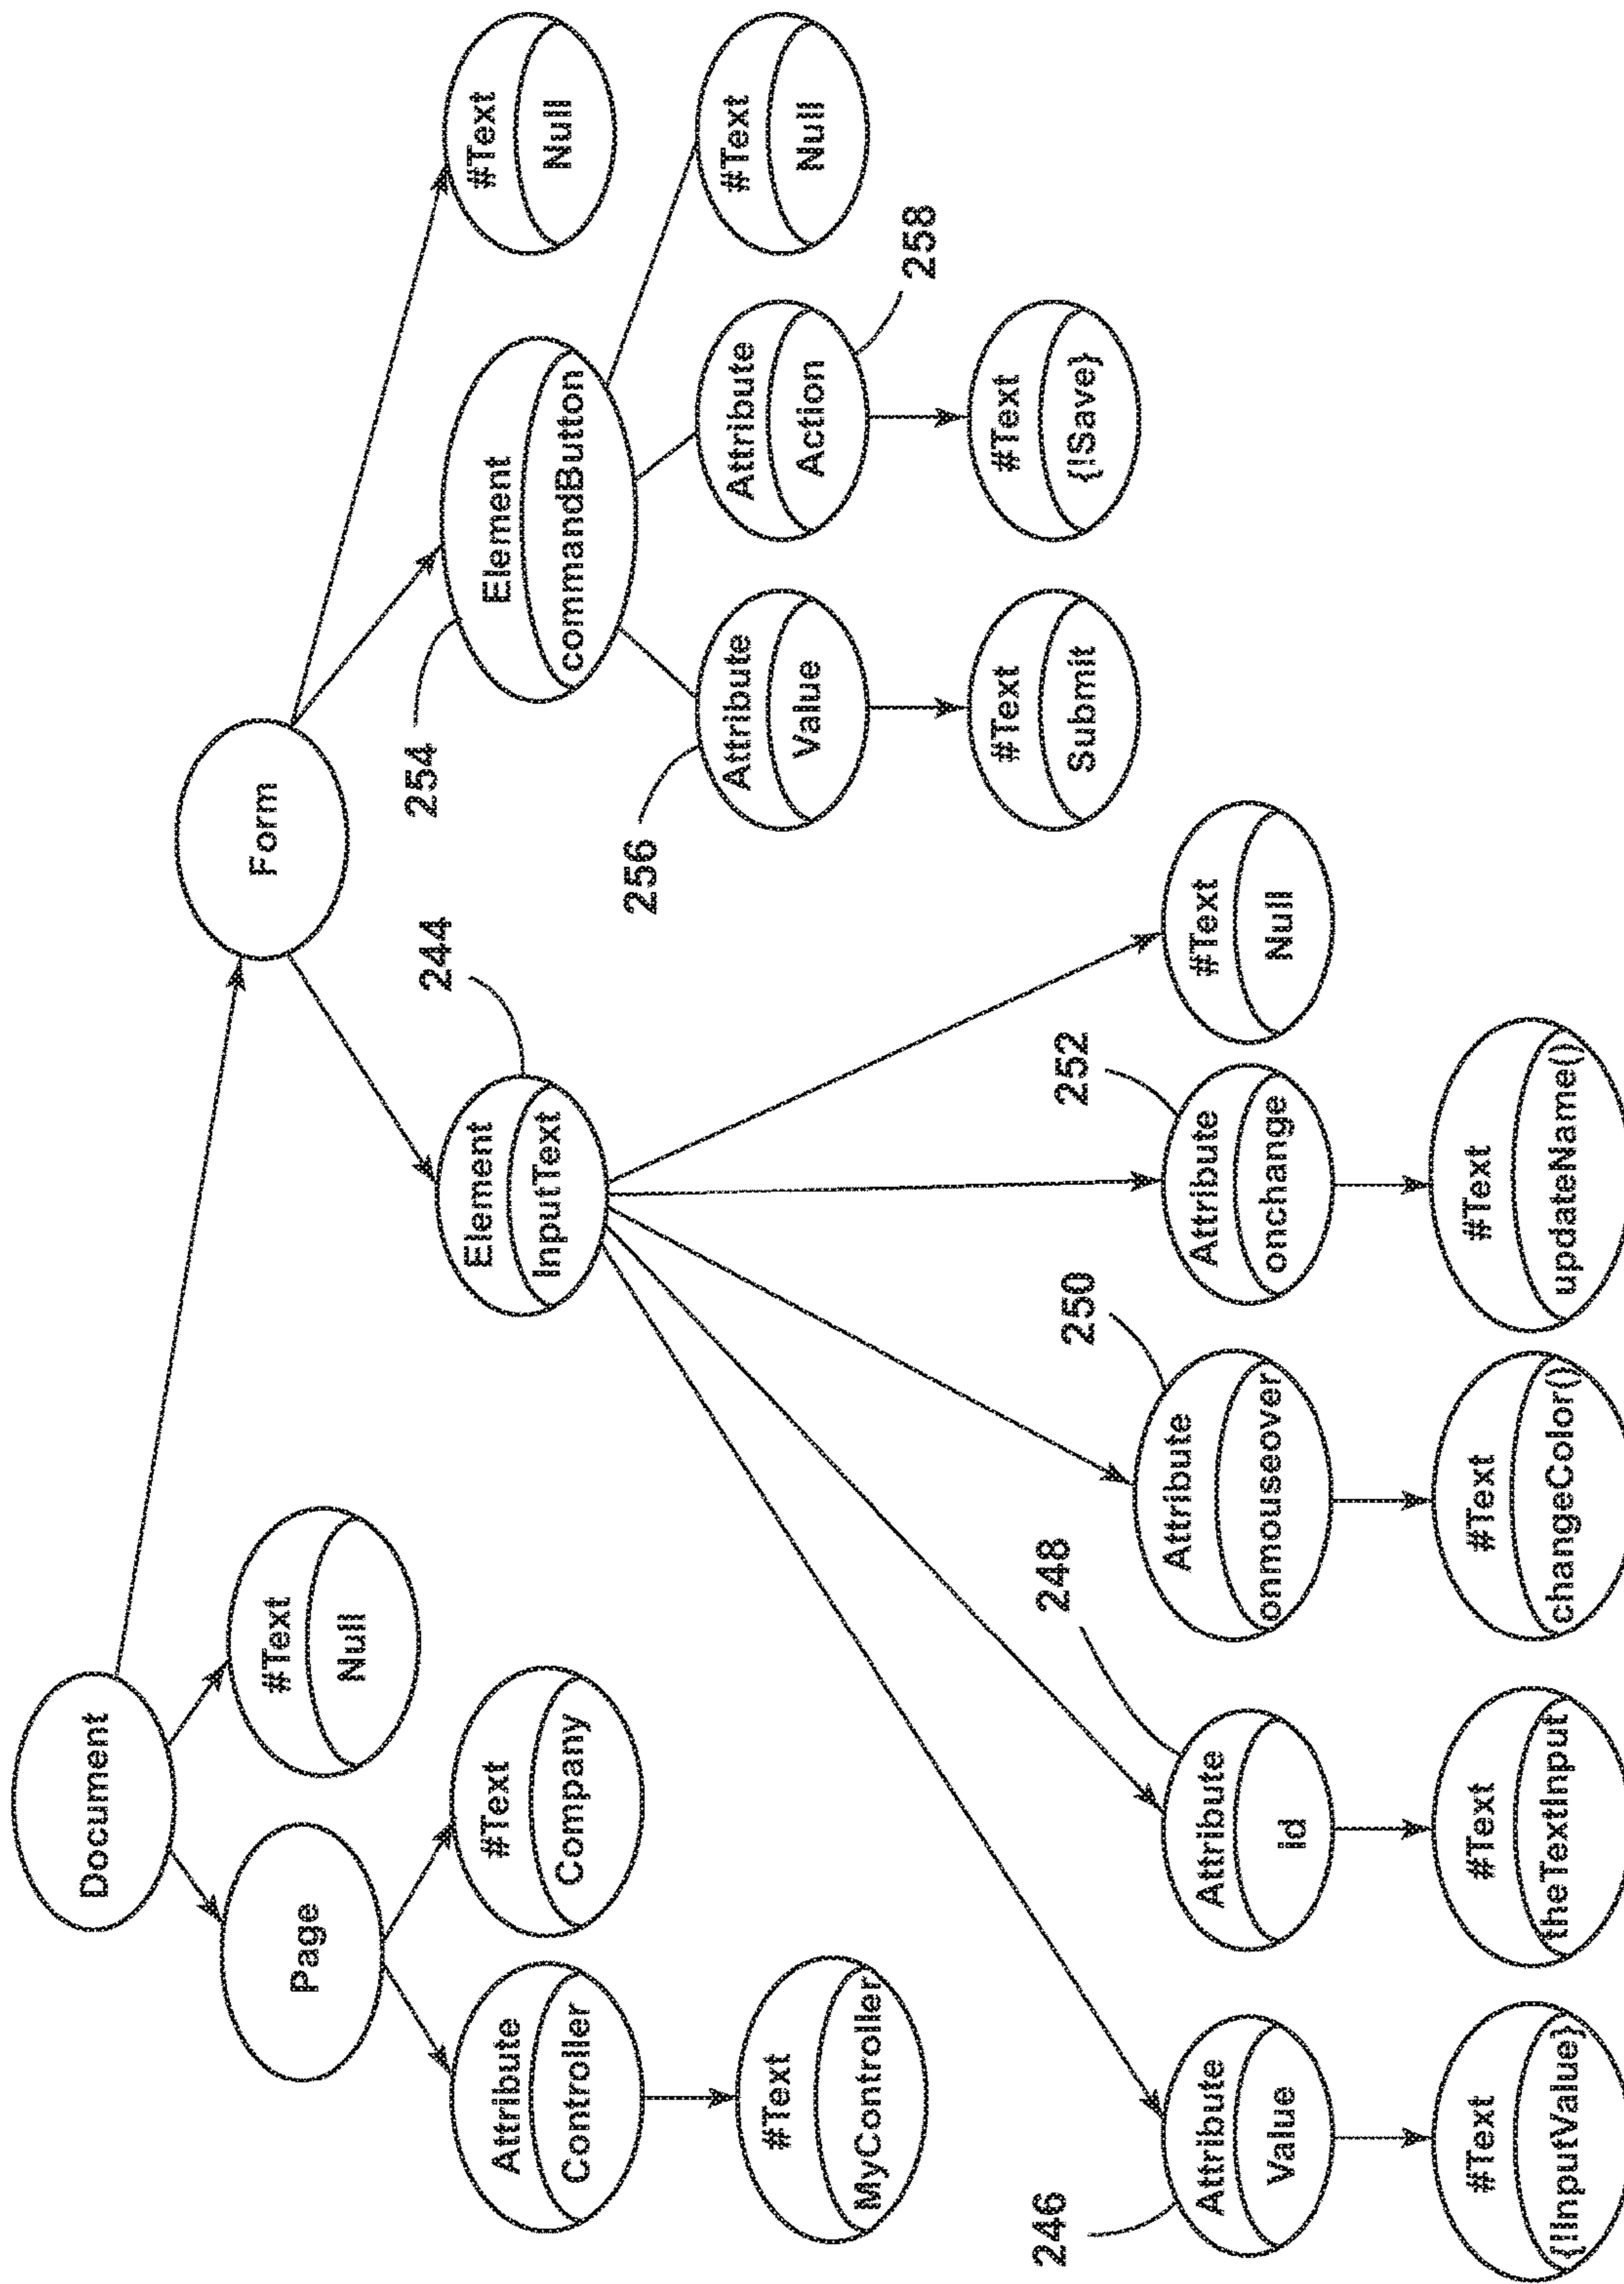 Document
Page
#Text
Null
Form
Attribute
Controller
#Text
Company
Element
InputText
244
254
Element
commandButton
#Text
Null
#Text
MyController
256
Attribute
Value
Attribute
Action
258
#Text
Null
#Text
Submit
#Text
{!Save}
246
Attribute
Value
248
Attribute
id
250
Attribute
onmouseover
252
Attribute
onchange
#Text
Null
#Text
{!InputValue}
#Text
theTextInput
#Text
changeColor()
#Text
updateName()